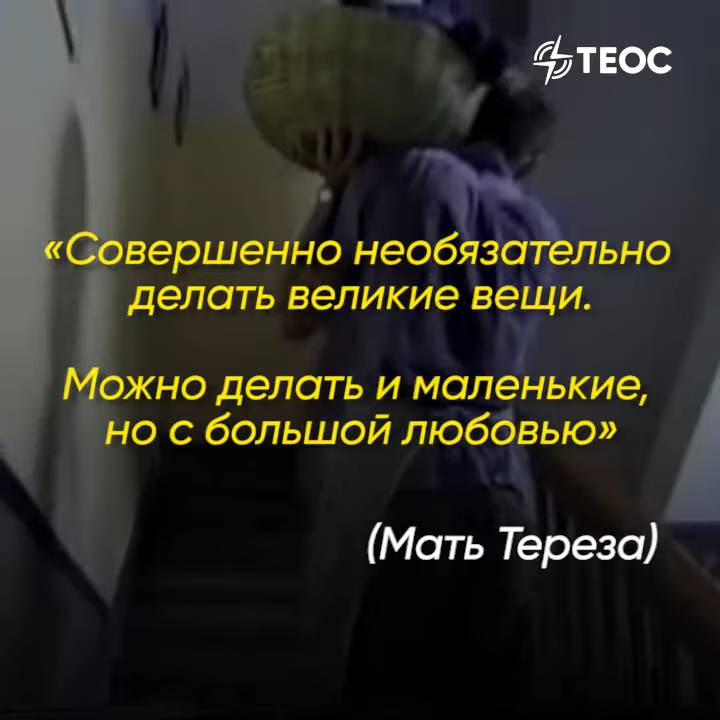 ТЕОС
«Совершенно необязательно
делать великие вещи.
Можно делать и маленькие,
но с большой любовью»
(Мать Тереза)